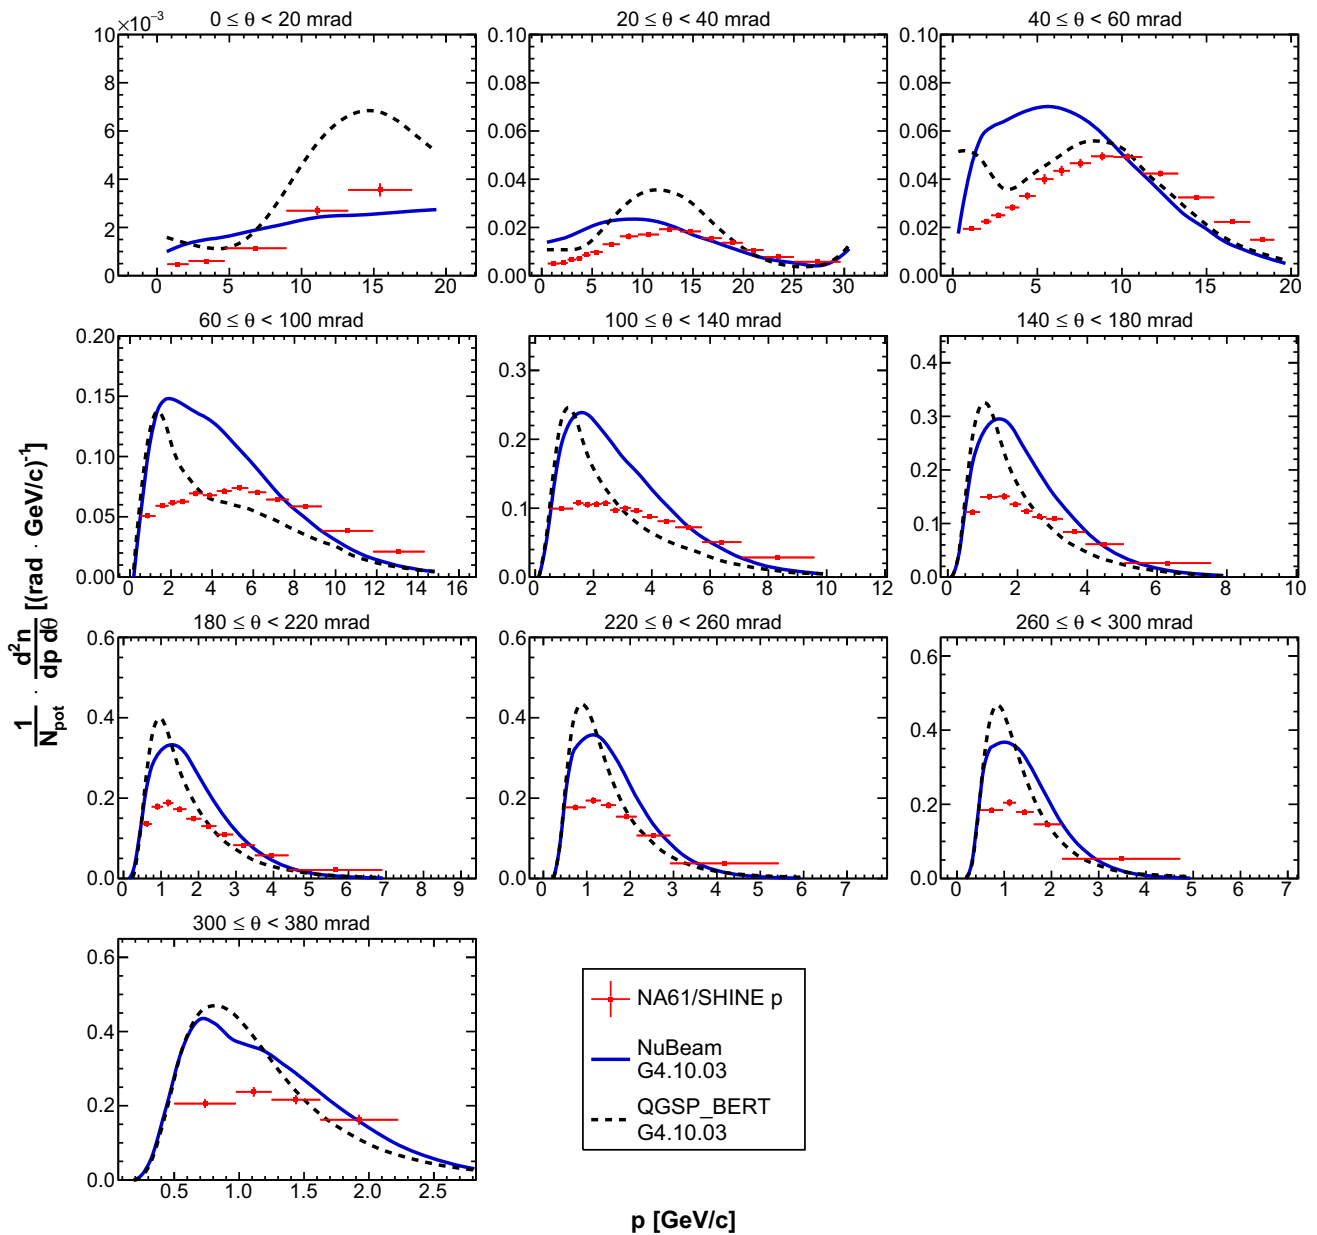 ×10⁻³
0 ≤ θ < 20 mrad
20 ≤ θ < 40 mrad
40 ≤ θ < 60 mrad
10
8
6
4
2
0
0 5 10 15 20
0.10
0.08
0.06
0.04
0.02
0.00
0 5 10 15 20 25 30
0.10
0.08
0.06
0.04
0.02
0.00
0 5 10 15 20
60 ≤ θ < 100 mrad
100 ≤ θ < 140 mrad
140 ≤ θ < 180 mrad
0.20
0.15
0.10
0.05
0.00
0 2 4 6 8 10 12 14 16
0.3
0.2
0.1
0.0
0 2 4 6 8 10 12
0.4
0.3
0.2
0.1
0.0
0 2 4 6 8 10
180 ≤ θ < 220 mrad
220 ≤ θ < 260 mrad
260 ≤ θ < 300 mrad
0.6
0.4
0.2
0.0
0 1 2 3 4 5 6 7 8 9
0.6
0.4
0.2
0.0
0 1 2 3 4 5 6 7
0.6
0.4
0.2
0.0
0 1 2 3 4 5 6 7
300 ≤ θ < 380 mrad
0.6
0.4
0.2
0.0
0.5 1.0 1.5 2.0 2.5
1/N_pot · d²n/dp dθ [(rad · GeV/c)⁻¹]
NA61/SHINE p
NuBeam
G4.10.03
QGSP_BERT
G4.10.03
p [GeV/c]